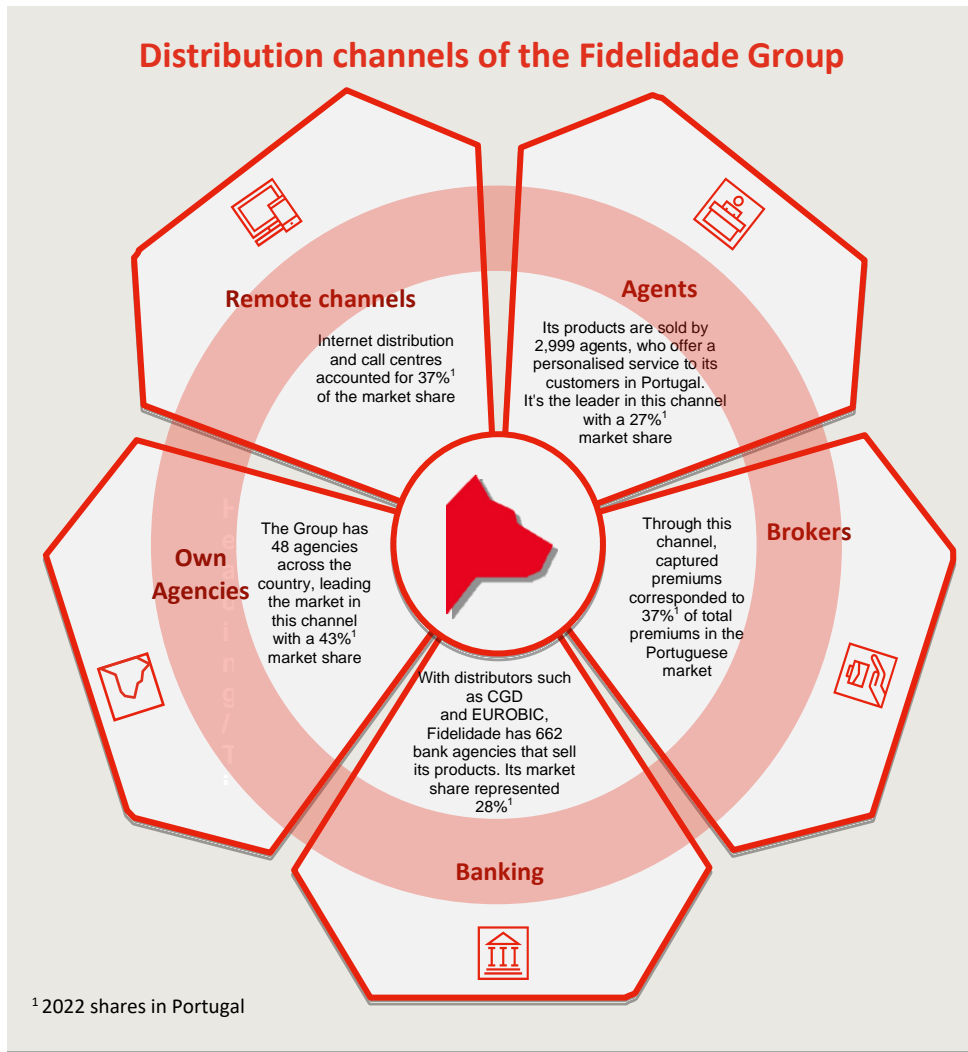 Distribution channels of the Fidelidade Group
Remote channels
Internet distribution
and call centres
accounted for 37%¹
of the market share
Agents
Its products are sold by
2,999 agents, who offer a
personalised service to its
customers in Portugal.
It's the leader in this channel
with a 27%¹
market share
Own
Agencies
The Group has
48 agencies
across the
country, leading
the market in
this channel
with a 43%¹
market share
Brokers
Through this
channel,
captured
premiums
corresponded to
37%¹ of total
premiums in the
Portuguese
market
With distributors such
as CGD
and EUROBIC,
Fidelidade has 662
bank agencies that sell
its products. Its market
share represented
28%¹
Banking
¹ 2022 shares in Portugal